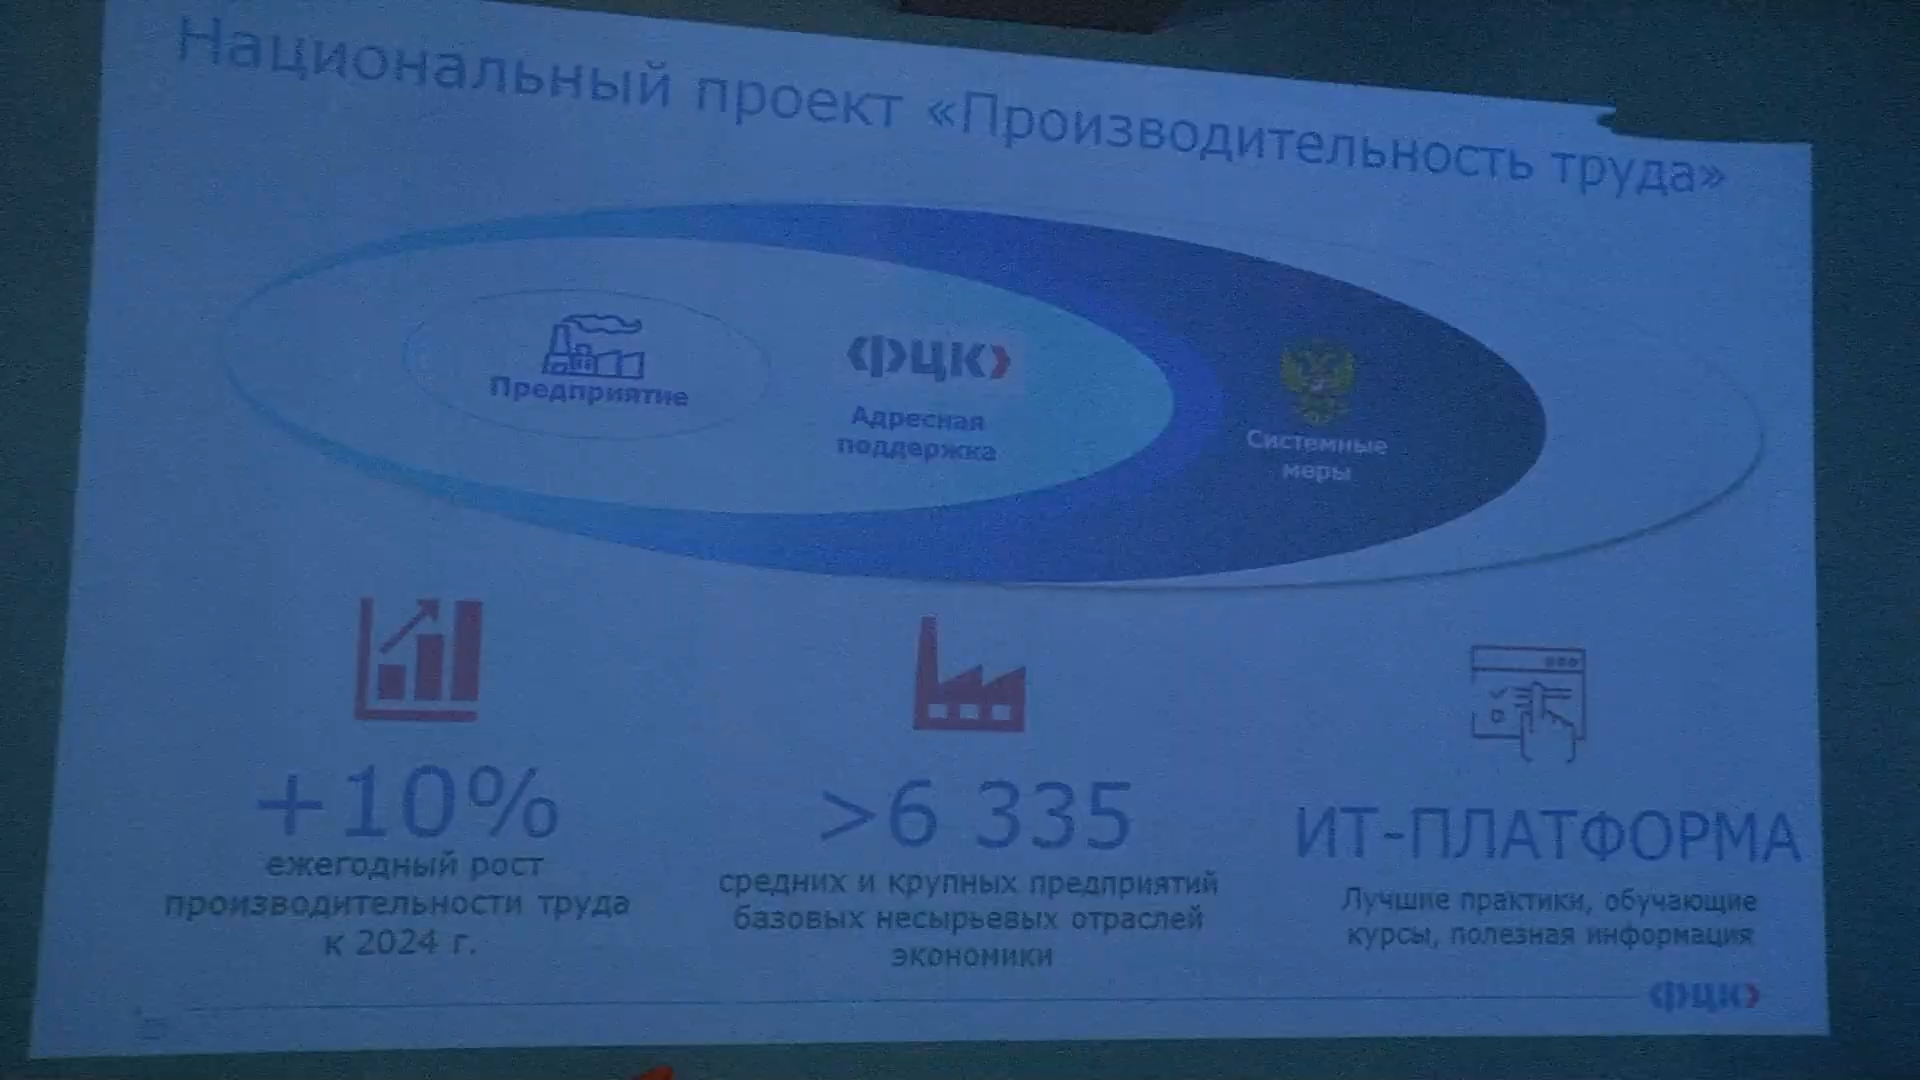 Национальный проект «Производительность труда»
Предприятие
ФЦК
Адресная
поддержка
Системные
меры
+10%
ежегодный рост
производительности труда
к 2024 г.
>6 335
средних и крупных предприятий
базовых несырьевых отраслей
экономики
ИТ-ПЛАТФОРМА
Лучшие практики, обучающие
курсы, полезная информация
ФЦК